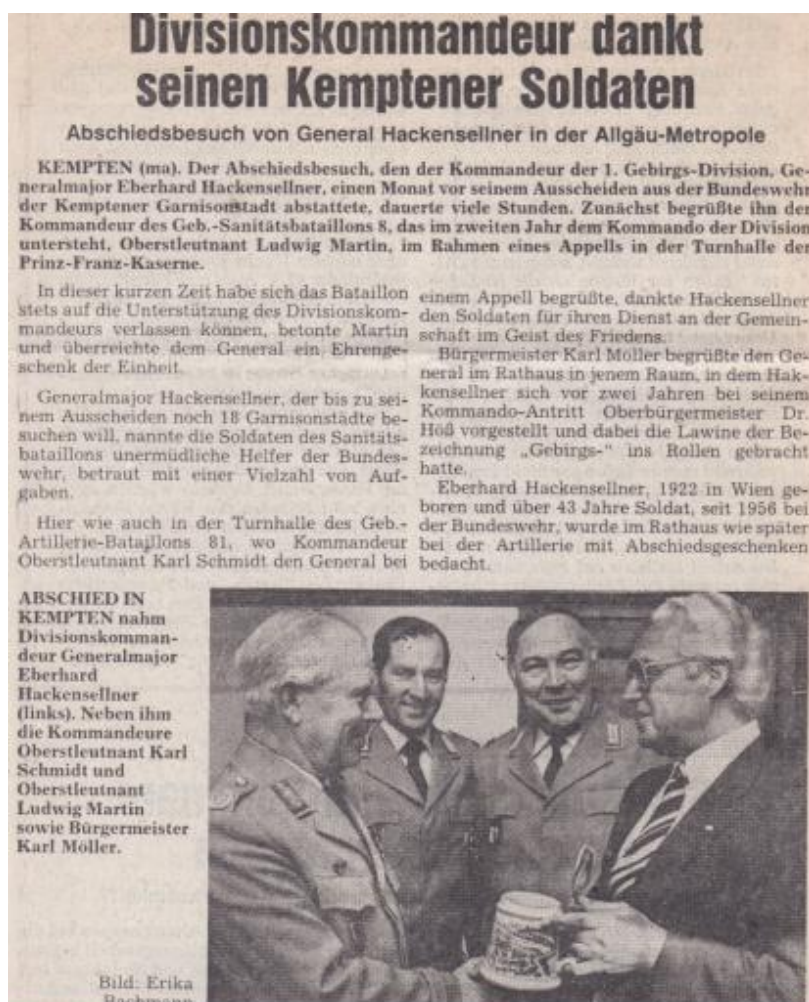 Divisionskommandeur dankt
seinen Kemptener Soldaten
Abschiedsbesuch von General Hackensellner in der Allgäu-Metropole
KEMPTEN (ma). Der Abschiedsbesuch, den der Kommandeur der 1. Gebirgs-Division, Ge-
neralmajor Eberhard Hackensellner, einen Monat vor seinem Ausscheiden aus der Bundeswehr
der Kemptener Garnisonstadt abstattete, dauerte viele Stunden. Zunächst begrüßte ihn der
Kommandeur des Geb.-Sanitätsbataillons 8, das im zweiten Jahr dem Kommando der Division
untersteht, Oberstleutnant Ludwig Martin, im Rahmen eines Appells in der Turnhalle der
Prinz-Franz-Kaserne.
In dieser kurzen Zeit habe sich das Bataillon
stets auf die Unterstützung des Divisionskom-
mandeurs verlassen können, betonte Martin
und überreichte dem General ein Ehrenge-
schenk der Einheit.
Generalmajor Hackensellner, der bis zu sei-
nem Ausscheiden noch 18 Garnisonstädte be-
suchen will, nannte die Soldaten des Sanitäts-
bataillons unermüdliche Helfer der Bundes-
wehr, betraut mit einer Vielzahl von Auf-
gaben.
Hier wie auch in der Turnhalle des Geb.-
Artillerie-Bataillons 81, wo Kommandeur
Oberstleutnant Karl Schmidt den General bei
einem Appell begrüßte, dankte Hackensellner
den Soldaten für ihren Dienst an der Gemein-
schaft im Geist des Friedens.
Bürgermeister Karl Möller begrüßte den Ge-
neral im Rathaus in jenem Raum, in dem Hak-
kensellner sich vor zwei Jahren bei seinem
Kommando-Antritt Oberbürgermeister Dr.
Höß vorgestellt und dabei die Lawine der Be-
zeichnung „Gebirgs-" ins Rollen gebracht
hatte.
Eberhard Hackensellner, 1922 in Wien ge-
boren und über 43 Jahre Soldat, seit 1956 bei
der Bundeswehr, wurde im Rathaus wie später
bei der Artillerie mit Abschiedsgeschenken
bedacht.
ABSCHIED IN
KEMPTEN nahm
Divisionskomman-
deur Generalmajor
Eberhard
Hackensellner
(links). Neben ihm
die Kommandeure
Oberstleutnant Karl
Schmidt und
Oberstleutnant
Ludwig Martin
sowie Bürgermeister
Karl Möller.
Bild: Erika
Bachmann